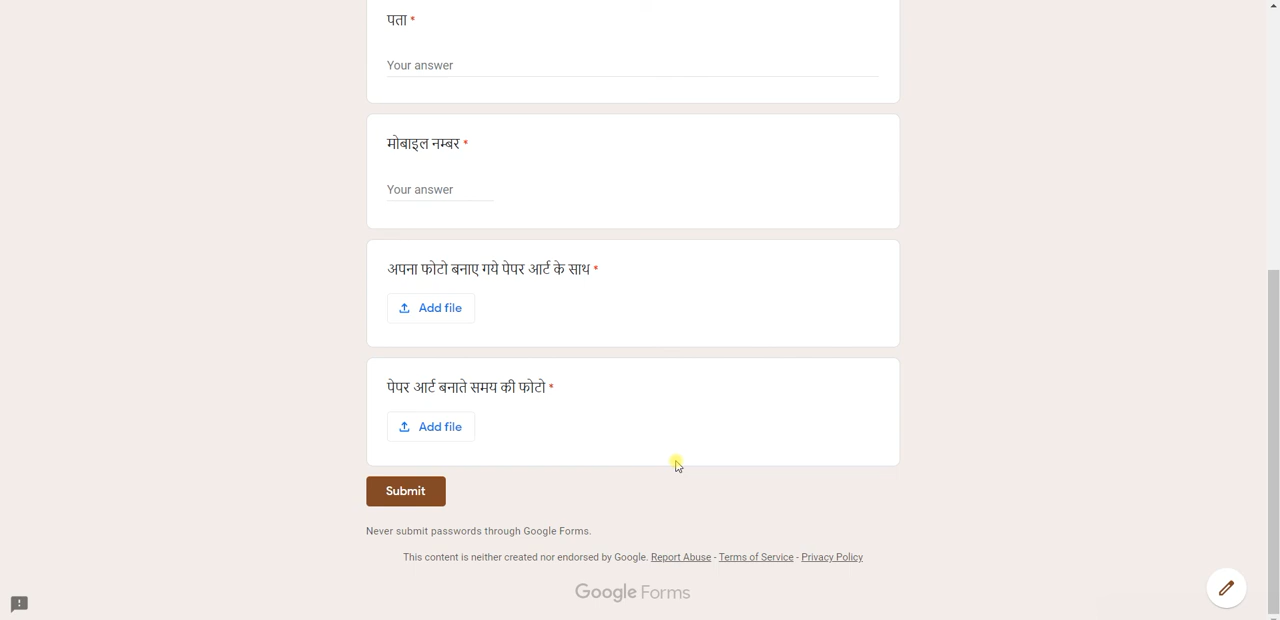 पता *
Your answer
मोबाइल नम्बर *
Your answer
अपना फोटो बनाए गये पेपर आर्ट के साथ *
Add file
पेपर आर्ट बनाते समय की फोटो *
Add file
Submit
Never submit passwords through Google Forms.
This content is neither created nor endorsed by Google. Report Abuse - Terms of Service - Privacy Policy
Google Forms